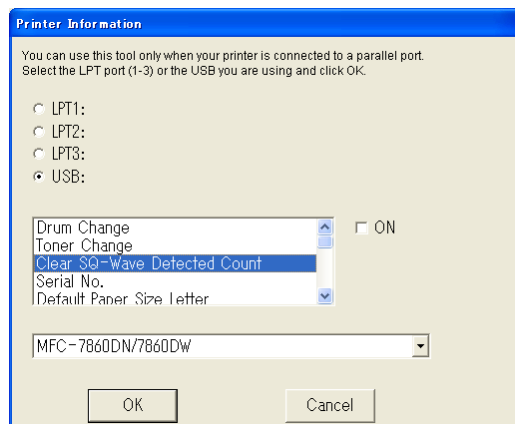 Printer Information
You can use this tool only when your printer is connected to a parallel port.
Select the LPT port (1-3) or the USB you are using and click OK.
LPT1:
LPT2:
LPT3:
USB:
Drum Change
ON
Toner Change
Clear SQ-Wave Detected Count
Serial No.
Default Paper Size Letter
MFC-7860DN/7860DW
OK
Cancel